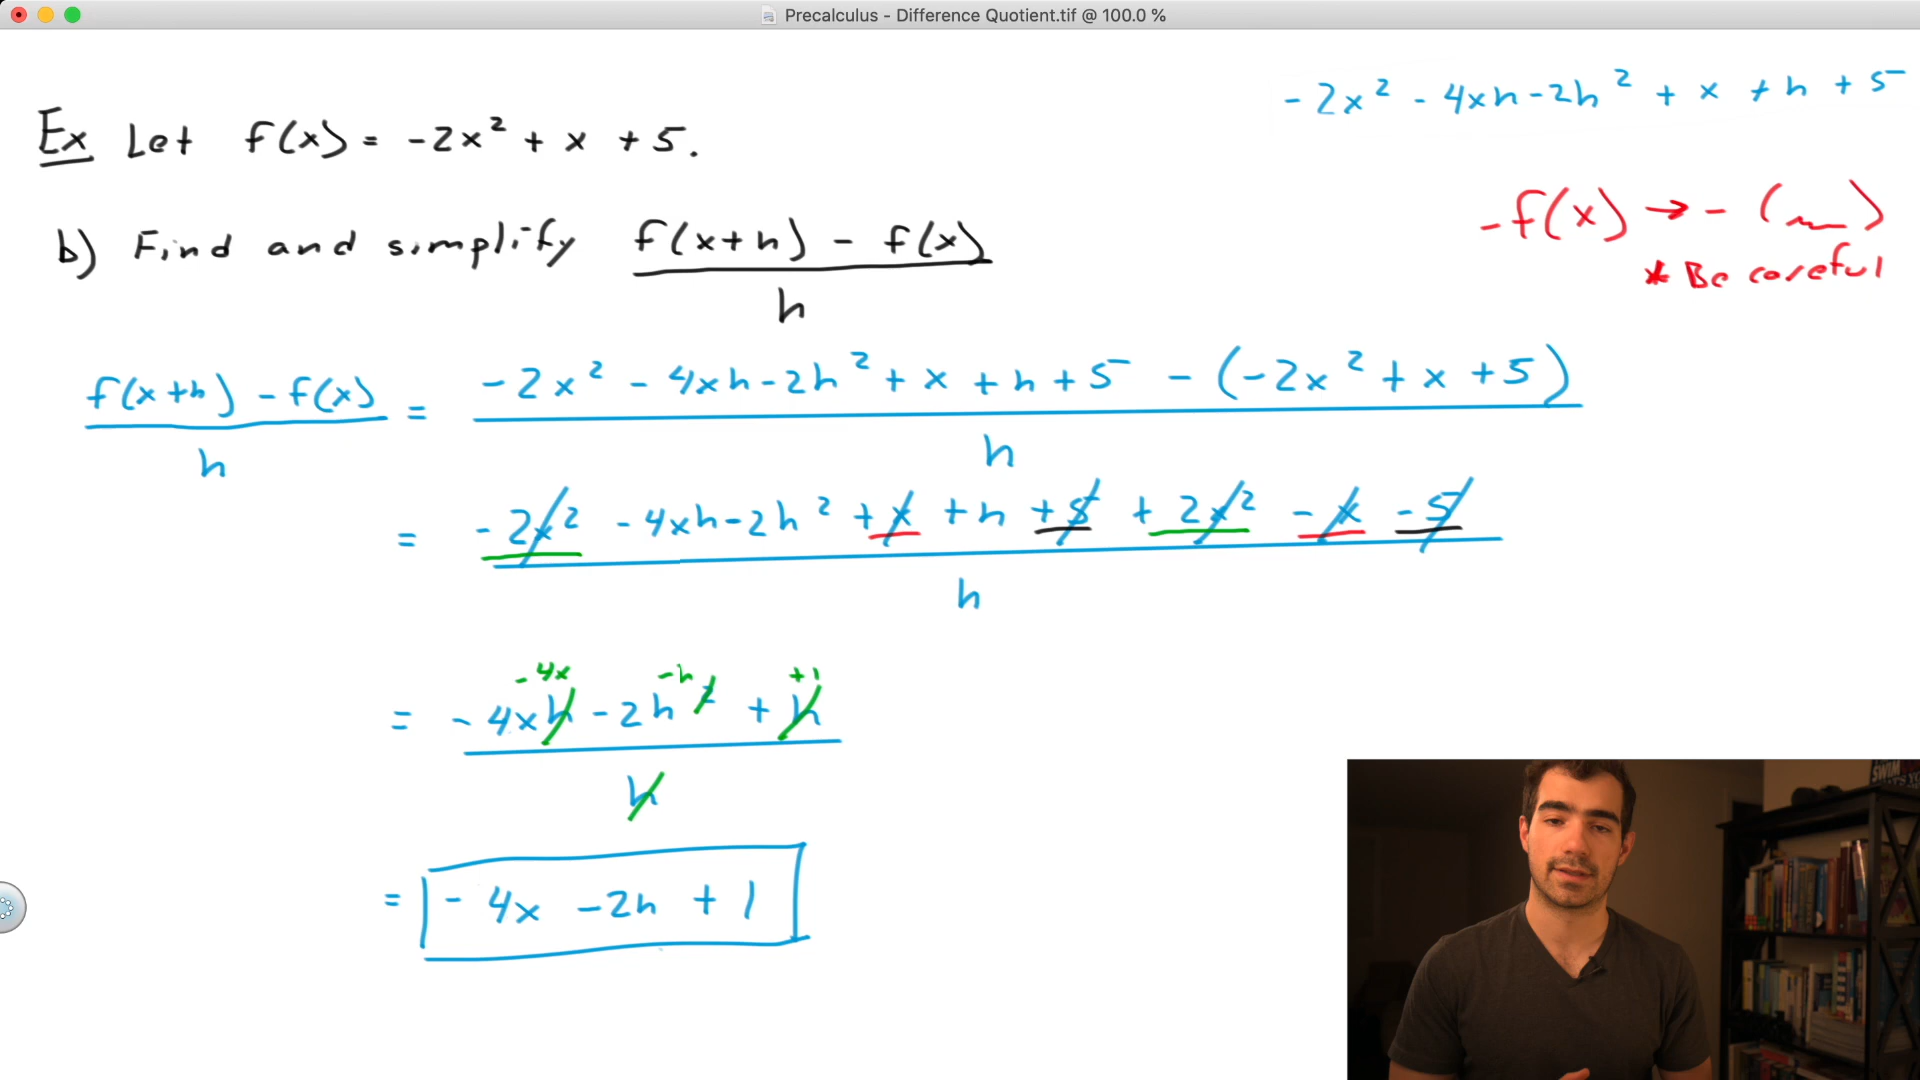 Precalculus - Difference Quotient.tif @ 100.0 %
-2x² - 4xh - 2h² + x + h + 5
Ex Let f(x) = -2x² + x + 5.
-f(x) → - ( )
* Be careful
b) Find and simplify f(x+h) - f(x)
h
f(x+h) - f(x) = -2x² - 4xh - 2h² + x + h + 5 - (-2x² + x + 5)
h h
= -2x² - 4xh - 2h² + x + h + 5 + 2x² - x - 5
h
-4x -h +1
= -4xh - 2h² + h
h
= -4x - 2h + 1
SWIM